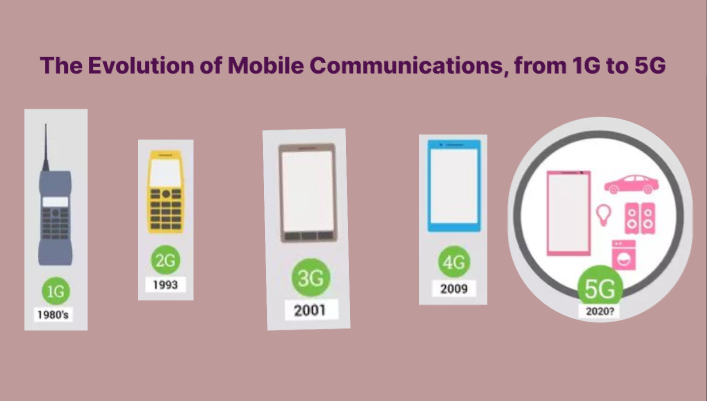 The Evolution of Mobile Communications, from 1G to 5G
1G
1980's
2G
1993
3G
2001
4G
2009
5G
2020?